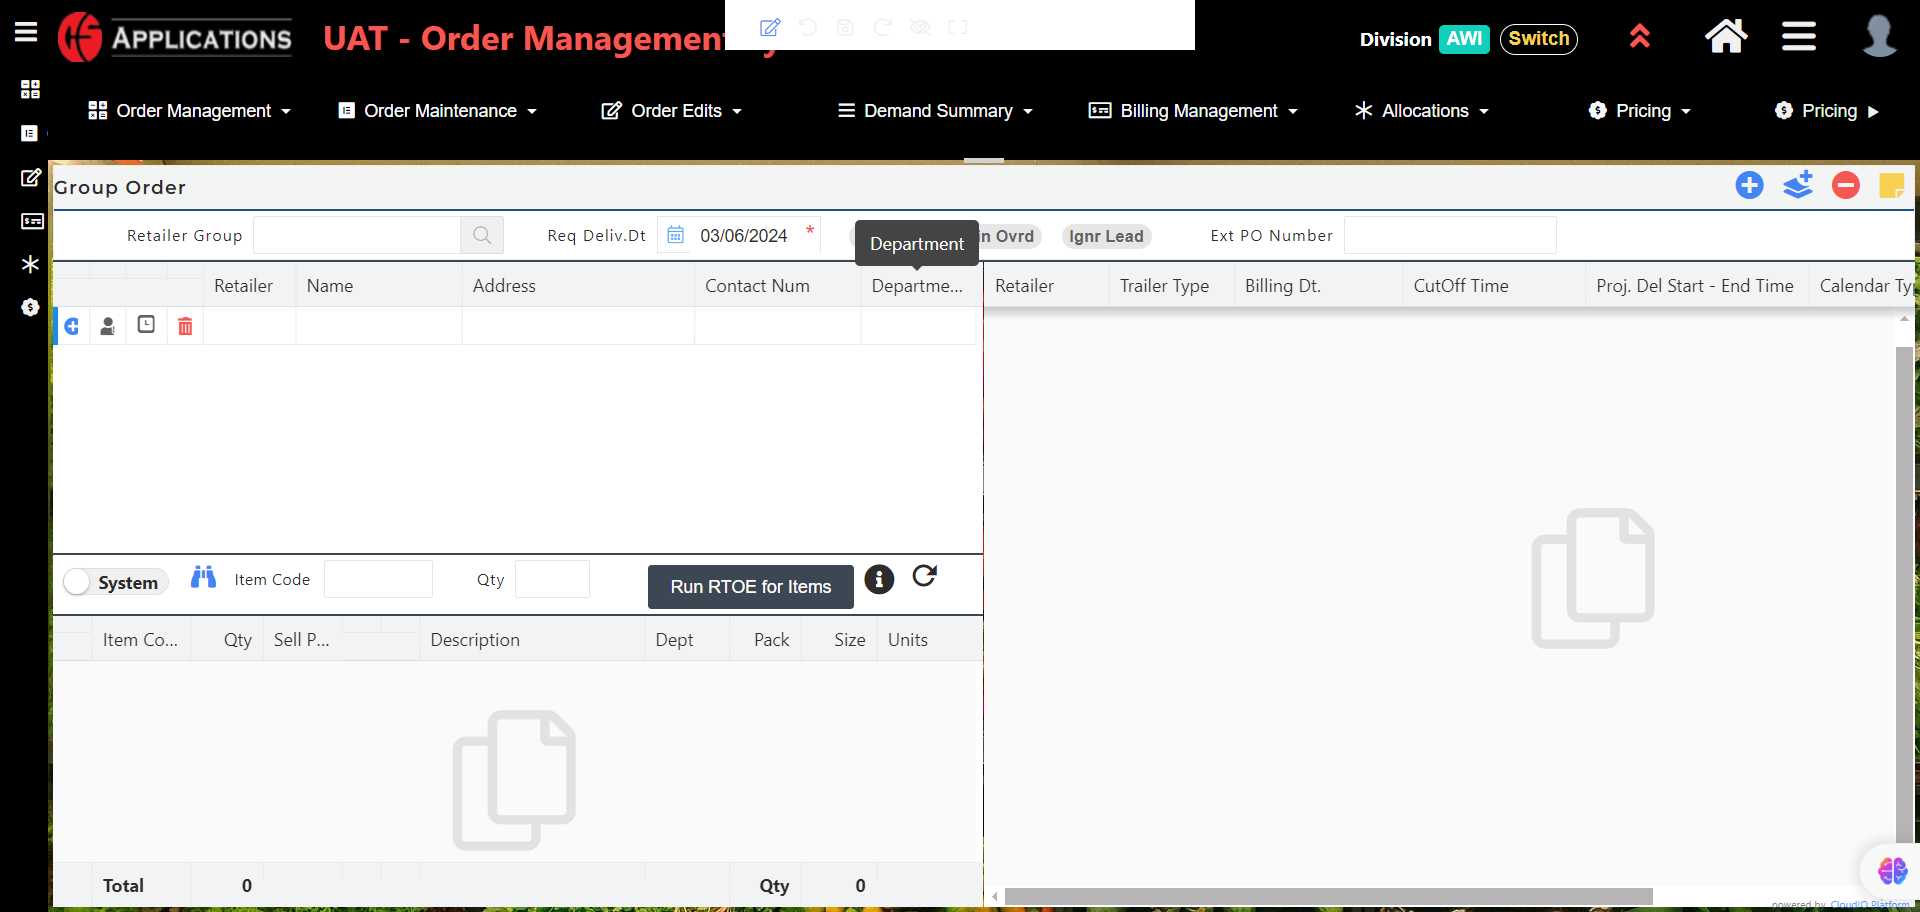 APPLICATIONS
UAT - Order Management
Division AWI Switch
Order Management
Order Maintenance
Order Edits
Demand Summary
Billing Management
Allocations
Pricing
Pricing
Group Order
Retailer Group
Req Deliv.Dt 03/06/2024 *
in Ovrd
Ignr Lead
Ext PO Number
Department
Retailer Name Address Contact Num Departme...
Retailer Trailer Type Billing Dt. CutOff Time Proj. Del Start - End Time Calendar Ty
System
Item Code
Qty
Run RTOE for Items
Item Co... Qty Sell P... Description Dept Pack Size Units
Total 0 Qty 0
powered by CloudIO Platform